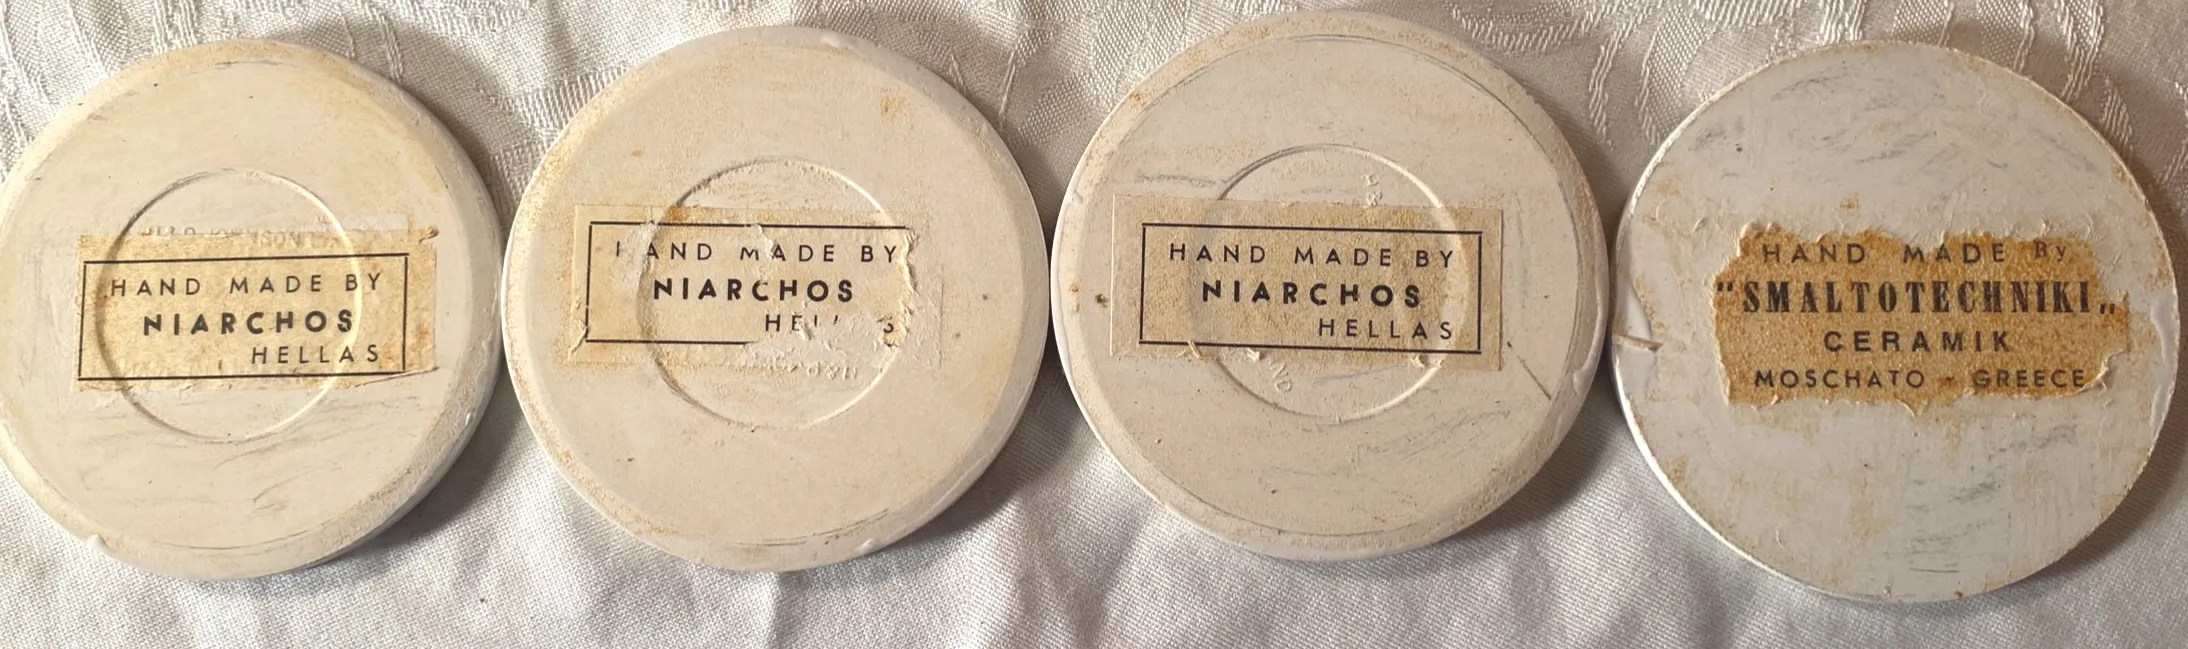 HAND MADE BY
NIARCHOS
HELLAS
HAND MADE BY
NIARCHOS
HAND MADE BY
NIARCHOS
HELLAS
HAND MADE By
"SMALTOTECHNIKI„
CERAMIK
MOSCHATO - GREECE